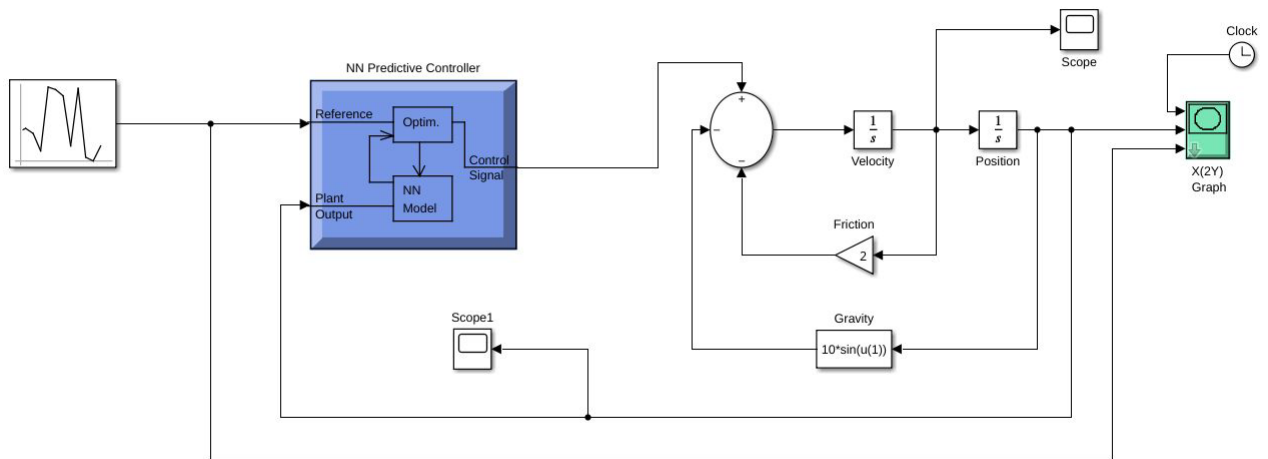 NN Predictive Controller
Reference
Optim.
Control
Signal
Plant
Output
NN
Model
+
−
−
1
s
Velocity
1
s
Position
Scope
Clock
X(2Y)
Graph
Friction
2
Gravity
10*sin(u(1))
Scope1